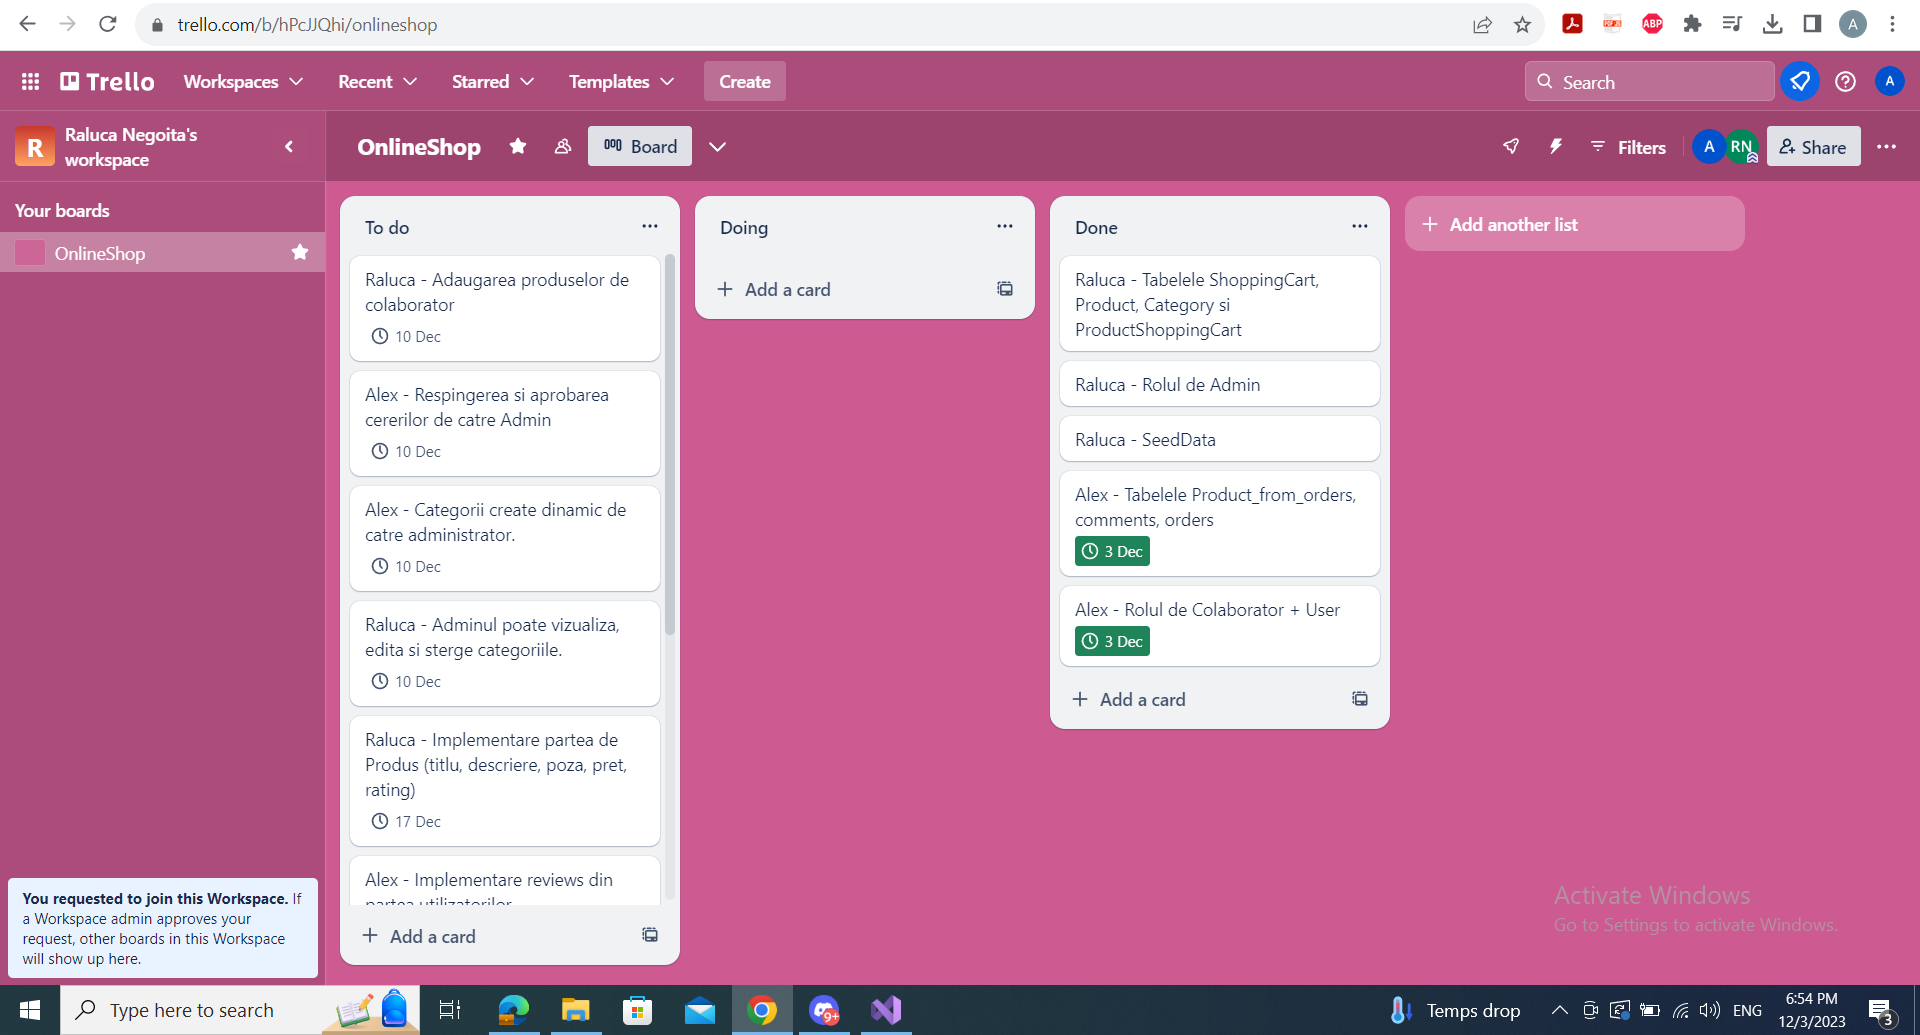 trello.com/b/hPcJJQhi/onlineshop
ABP
A
Trello
Workspaces
Recent
Starred
Templates
Create
Search
A
R
Raluca Negoita's
workspace
OnlineShop
Board
Filters
A
RN
Share
Your boards
OnlineShop
To do
Raluca - Adaugarea produselor de
colaborator
10 Dec
Alex - Respingerea si aprobarea
cererilor de catre Admin
10 Dec
Alex - Categorii create dinamic de
catre administrator.
10 Dec
Raluca - Adminul poate vizualiza,
edita si sterge categoriile.
10 Dec
Raluca - Implementare partea de
Produs (titlu, descriere, poza, pret,
rating)
17 Dec
Alex - Implementare reviews din
partea utilizatorilor
Add a card
Doing
Add a card
Done
Raluca - Tabelele ShoppingCart,
Product, Category si
ProductShoppingCart
Raluca - Rolul de Admin
Raluca - SeedData
Alex - Tabelele Product_from_orders,
comments, orders
3 Dec
Alex - Rolul de Colaborator + User
3 Dec
Add a card
Add another list
You requested to join this Workspace. If
a Workspace admin approves your
request, other boards in this Workspace
will show up here.
Activate Windows
Go to Settings to activate Windows.
Type here to search
9+
Temps drop
ENG
6:54 PM
12/3/2023
3